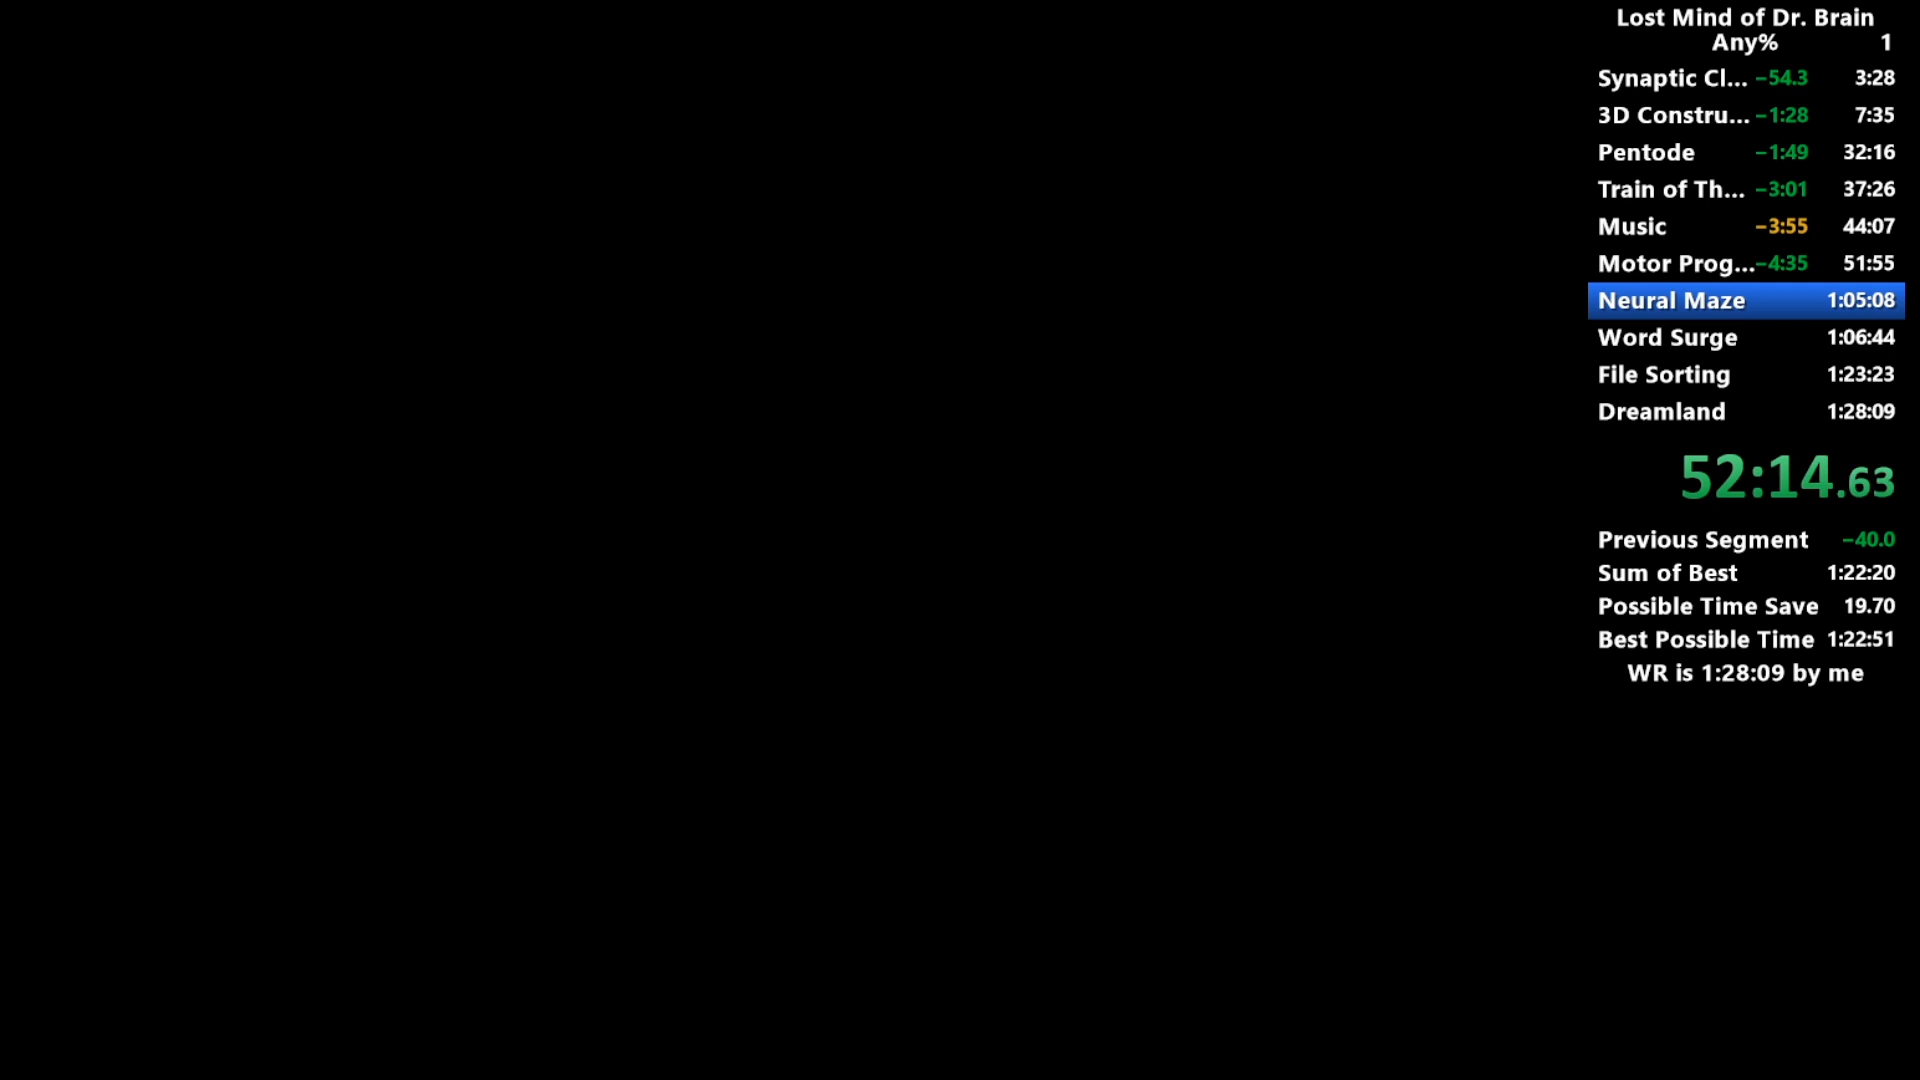 Lost Mind of Dr. Brain
Any% 1
Synaptic Cl... −54.3 3:28
3D Constru... −1:28 7:35
Pentode −1:49 32:16
Train of Th... −3:01 37:26
Music −3:55 44:07
Motor Prog... −4:35 51:55
Neural Maze 1:05:08
Word Surge 1:06:44
File Sorting 1:23:23
Dreamland 1:28:09
52:14.63
Previous Segment −40.0
Sum of Best 1:22:20
Possible Time Save 19.70
Best Possible Time 1:22:51
WR is 1:28:09 by me